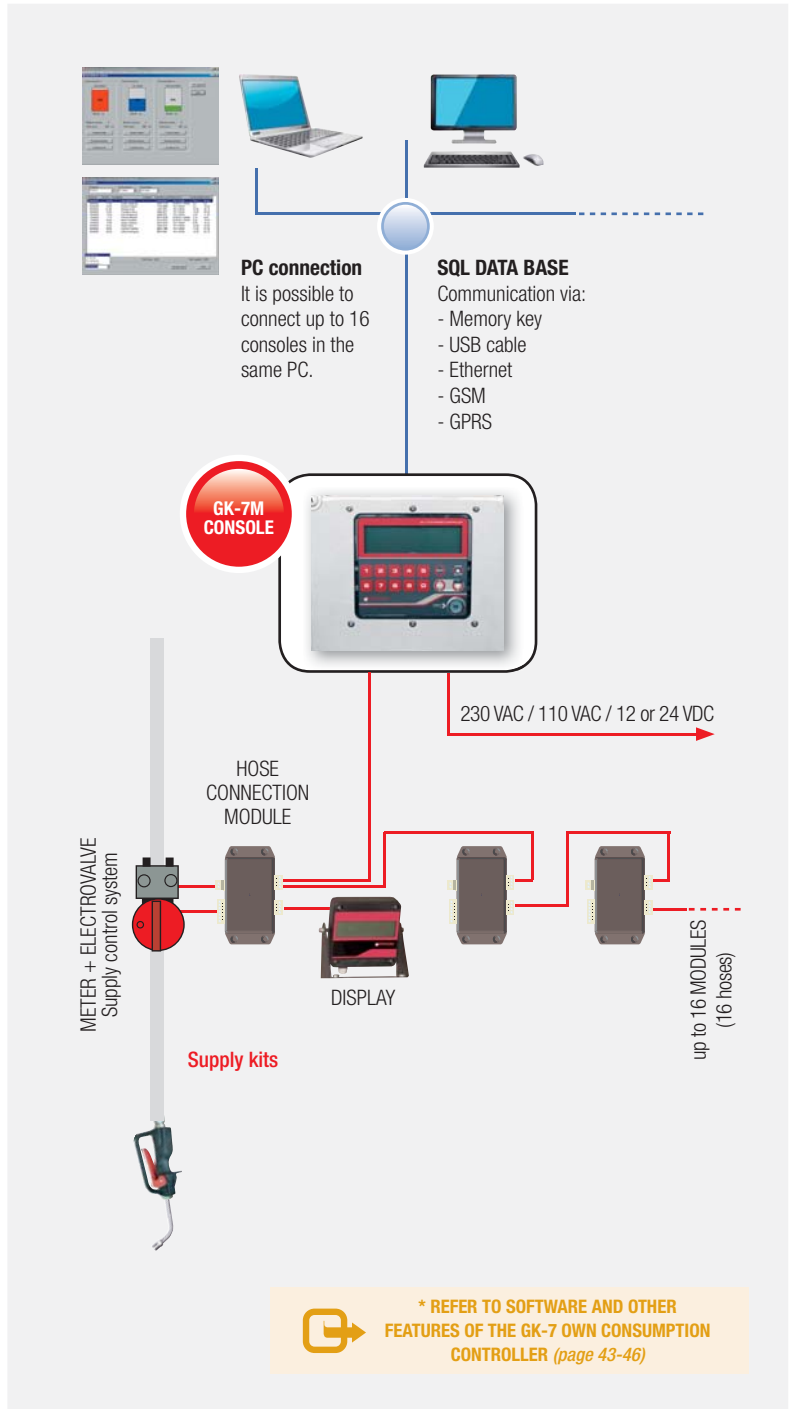 PC connection
It is possible to
connect up to 16
consoles in the
same PC.
SQL DATA BASE
Communication via:
- Memory key
- USB cable
- Ethernet
- GSM
- GPRS
GK-7M
CONSOLE
230 VAC / 110 VAC / 12 or 24 VDC
HOSE
CONNECTION
MODULE
METER + ELECTROVALVE
Supply control system
DISPLAY
up to 16 MODULES
(16 hoses)
Supply kits
* REFER TO SOFTWARE AND OTHER
FEATURES OF THE GK-7 OWN CONSUMPTION
CONTROLLER (page 43-46)